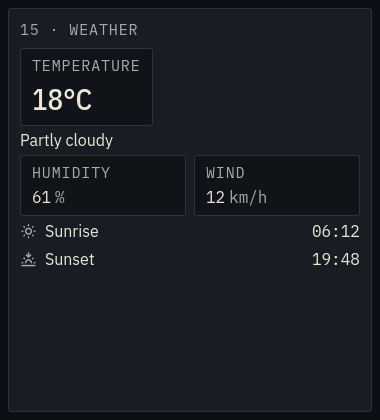 15 · WEATHER
TEMPERATURE
18°C
Partly cloudy
HUMIDITY
61 %
WIND
12 km/h
Sunrise 06:12
Sunset 19:48